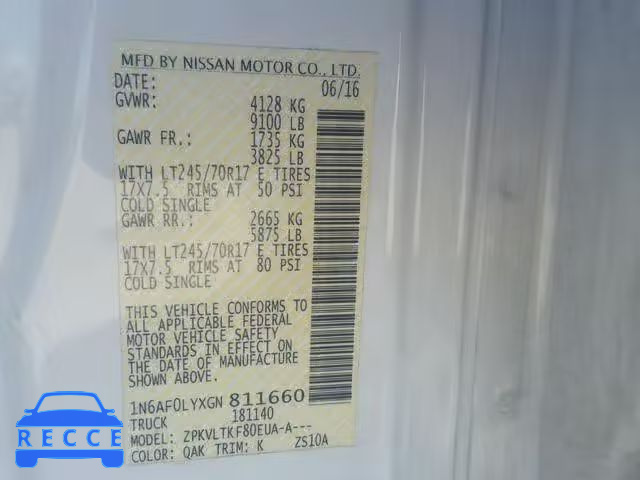 MFD BY NISSAN MOTOR CO., LTD.
DATE: 06/16
GVWR: 4128 KG
9100 LB
GAWR FR.: 1735 KG
3825 LB
WITH LT245/70R17 E TIRES
17X7.5 RIMS AT 50 PSI
COLD SINGLE
GAWR RR.: 2665 KG
5875 LB
WITH LT245/70R17 E TIRES
17X7.5 RIMS AT 80 PSI
COLD SINGLE
THIS VEHICLE CONFORMS TO
ALL APPLICABLE FEDERAL
MOTOR VEHICLE SAFETY
STANDARDS IN EFFECT ON
THE DATE OF MANUFACTURE
SHOWN ABOVE.
1N6AF0LYXGN 811660
TRUCK 181140
MODEL: ZPKVLTKF80EUA-A---
COLOR: QAK TRIM: K ZS10A
RECCE